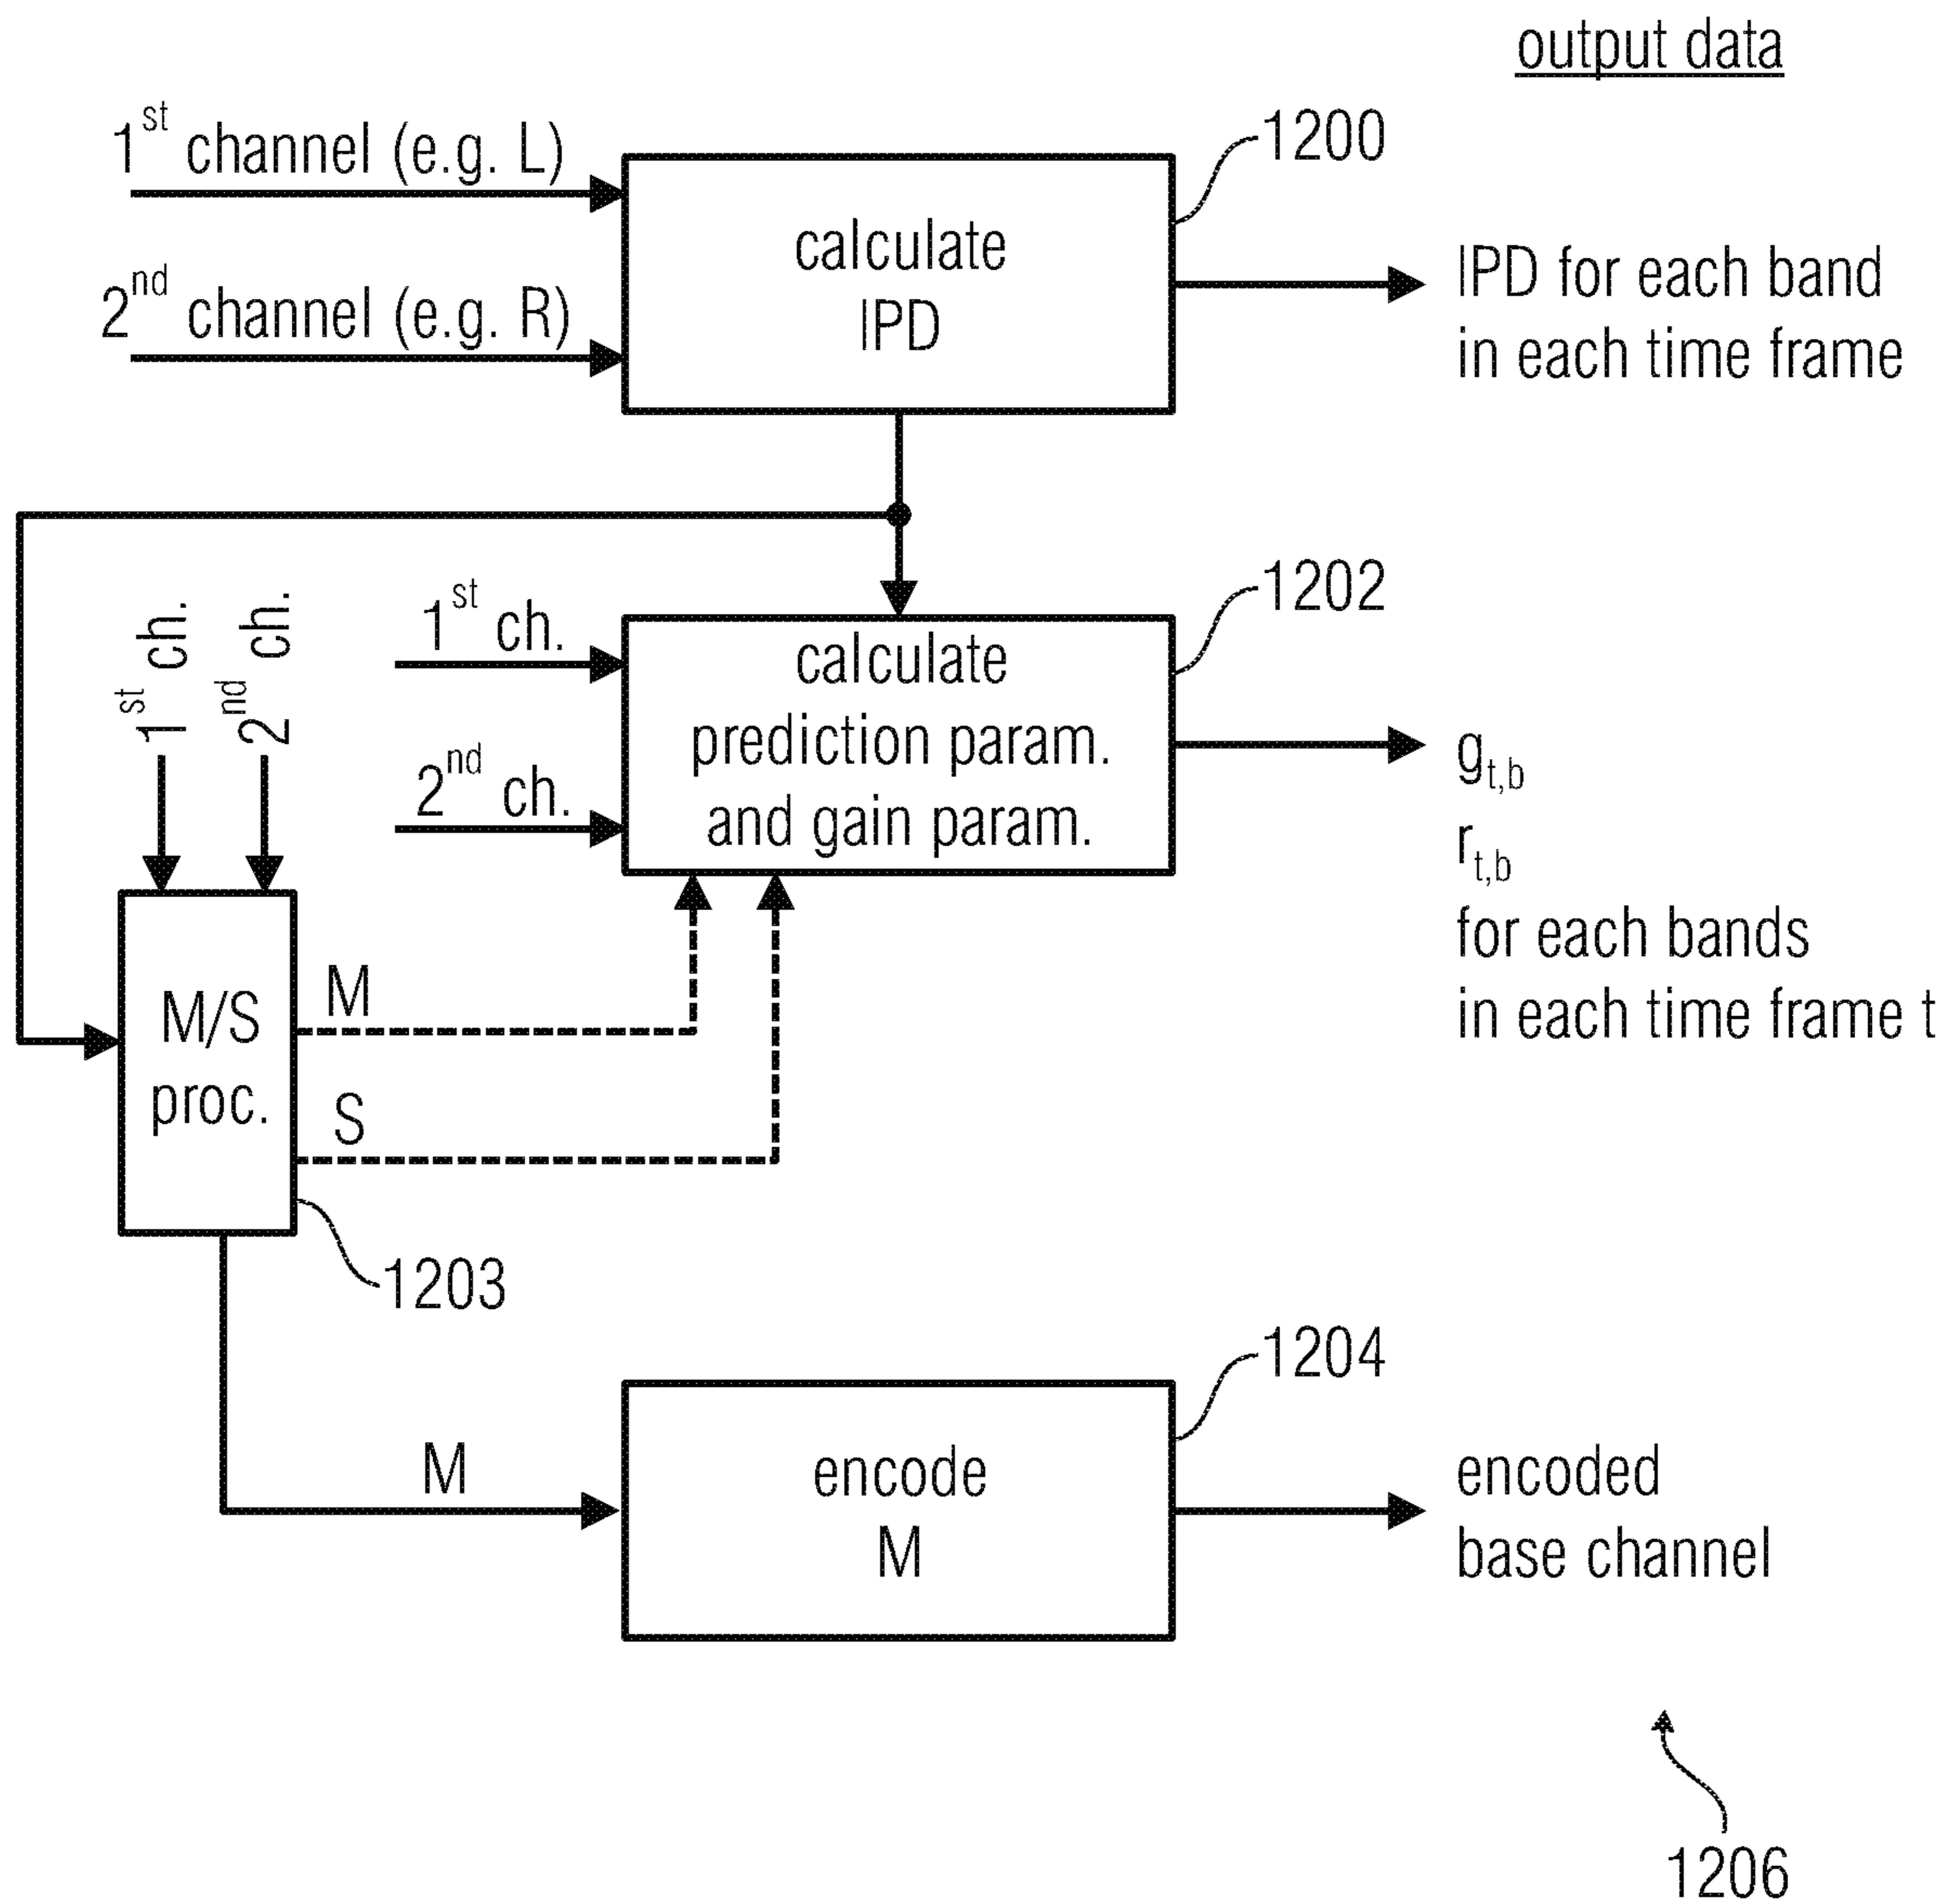 output data
1st channel (e.g. L)
1200
calculate
IPD
2nd channel (e.g. R)
IPD for each band
in each time frame
1st ch.
2nd ch.
1st ch.
2nd ch.
1202
calculate
prediction param.
and gain param.
gt,b
rt,b
for each bands
in each time frame t
M/S
proc.
M
S
1203
1204
M
encode
M
encoded
base channel
1206